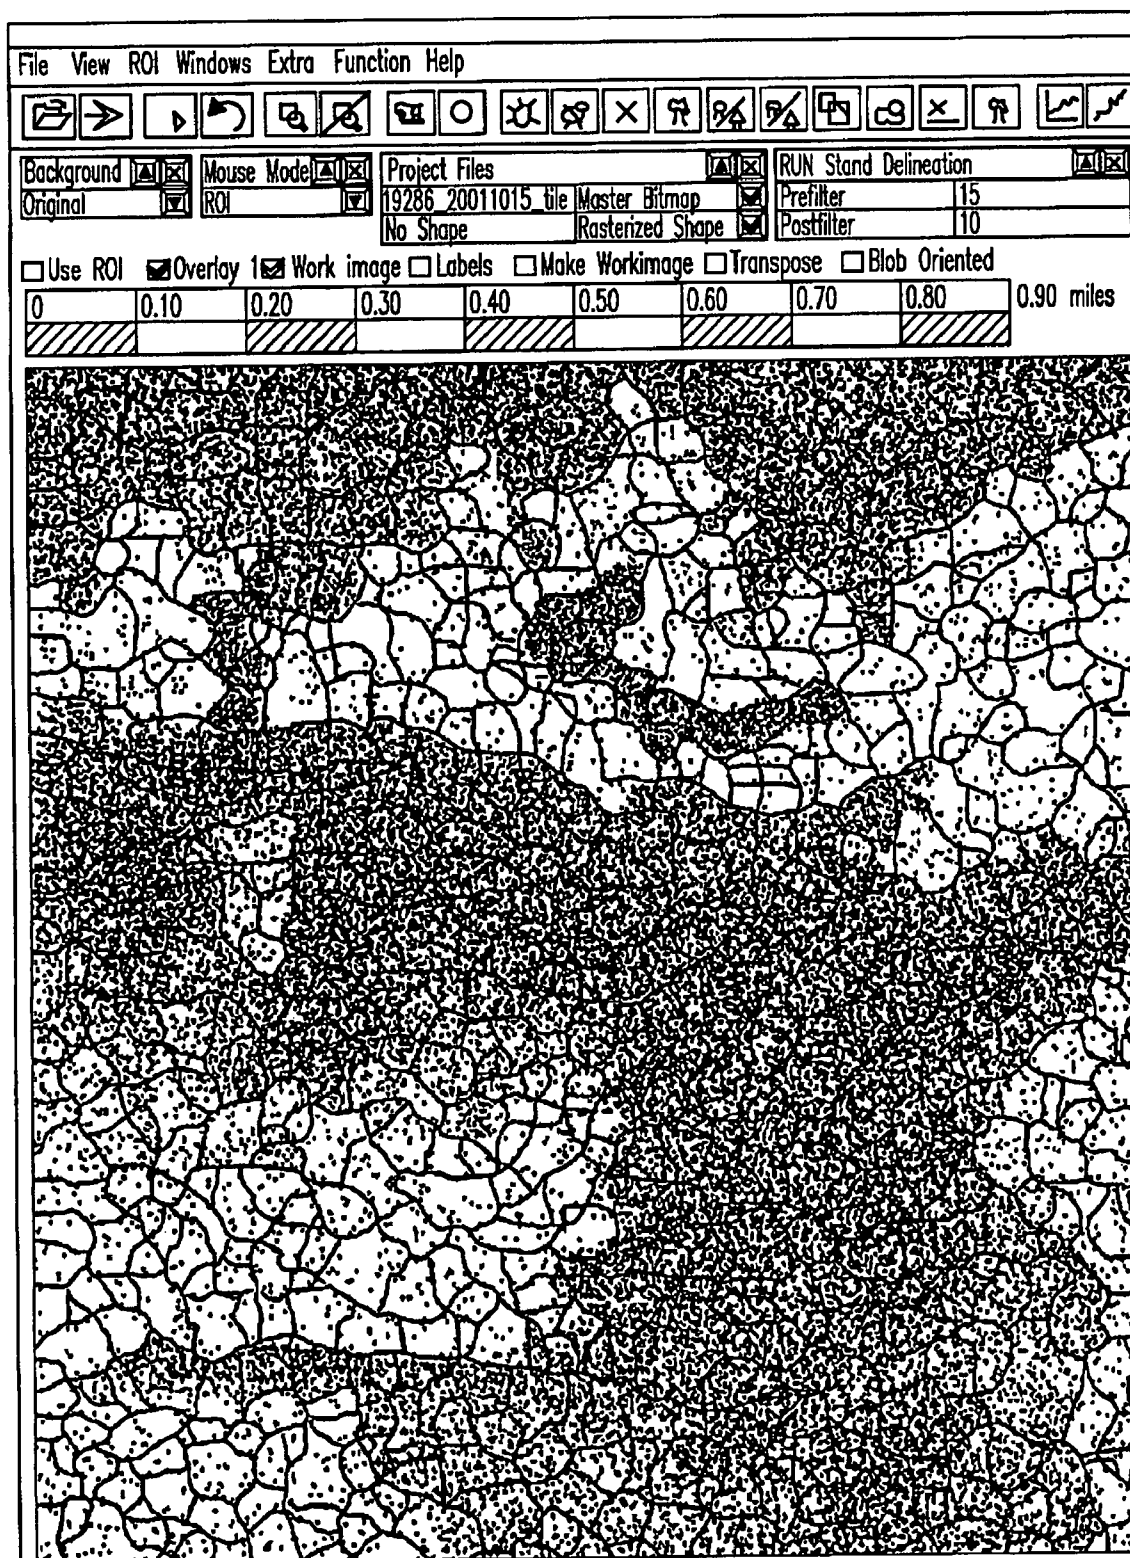 File View ROI Windows Extra Function Help
Background Mouse Model Project Files RUN Stand Delineation
Original ROI 19286_20011015_tile Master Bitmap Prefilter 15
No Shape Rasterized Shape Postfilter 10
Use ROI Overlay 1 Work image Labels Make Workimage Transpose Blob Oriented
0 0.10 0.20 0.30 0.40 0.50 0.60 0.70 0.80 0.90 miles